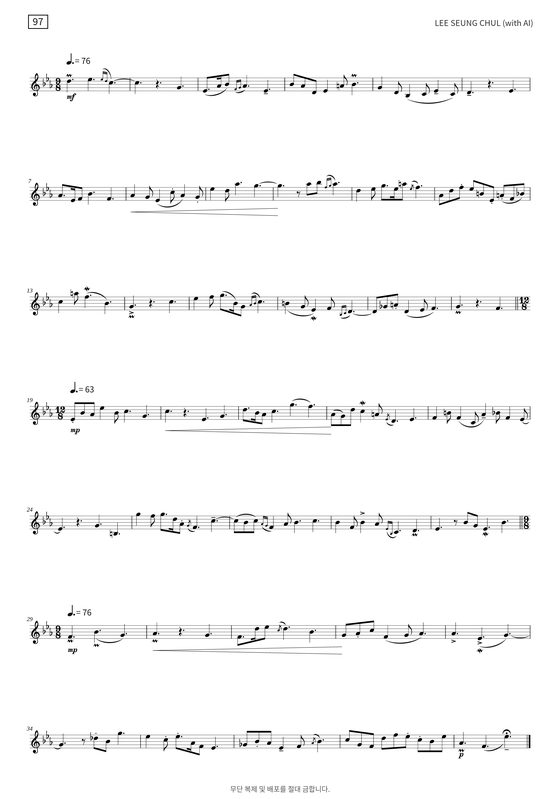 97
LEE SEUNG CHUL (with AI)
= 76
mf
7
13
19
= 63
mp
24
29
= 76
mp
34
p
무단 복제 및 배포를 절대 금합니다.